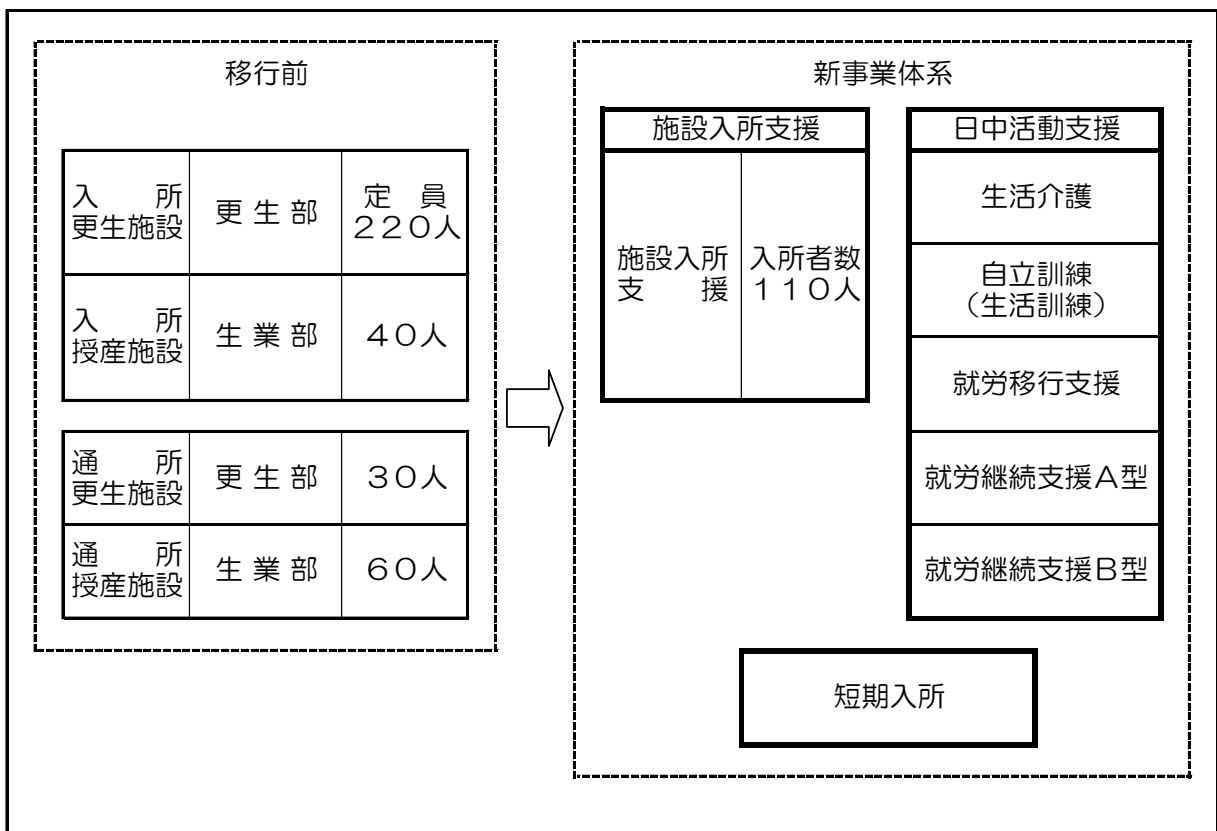 移行前
入　　所
更生施設
更 生 部
定　員
２２０人
入　　所
授産施設
生 業 部
４０人
通　　所
更生施設
更 生 部
３０人
通　　所
授産施設
生 業 部
６０人
新事業体系
施設入所支援
施設入所
支　　援
入所者数
１１０人
日中活動支援
生活介護
自立訓練
（生活訓練）
就労移行支援
就労継続支援Ａ型
就労継続支援Ｂ型
短期入所